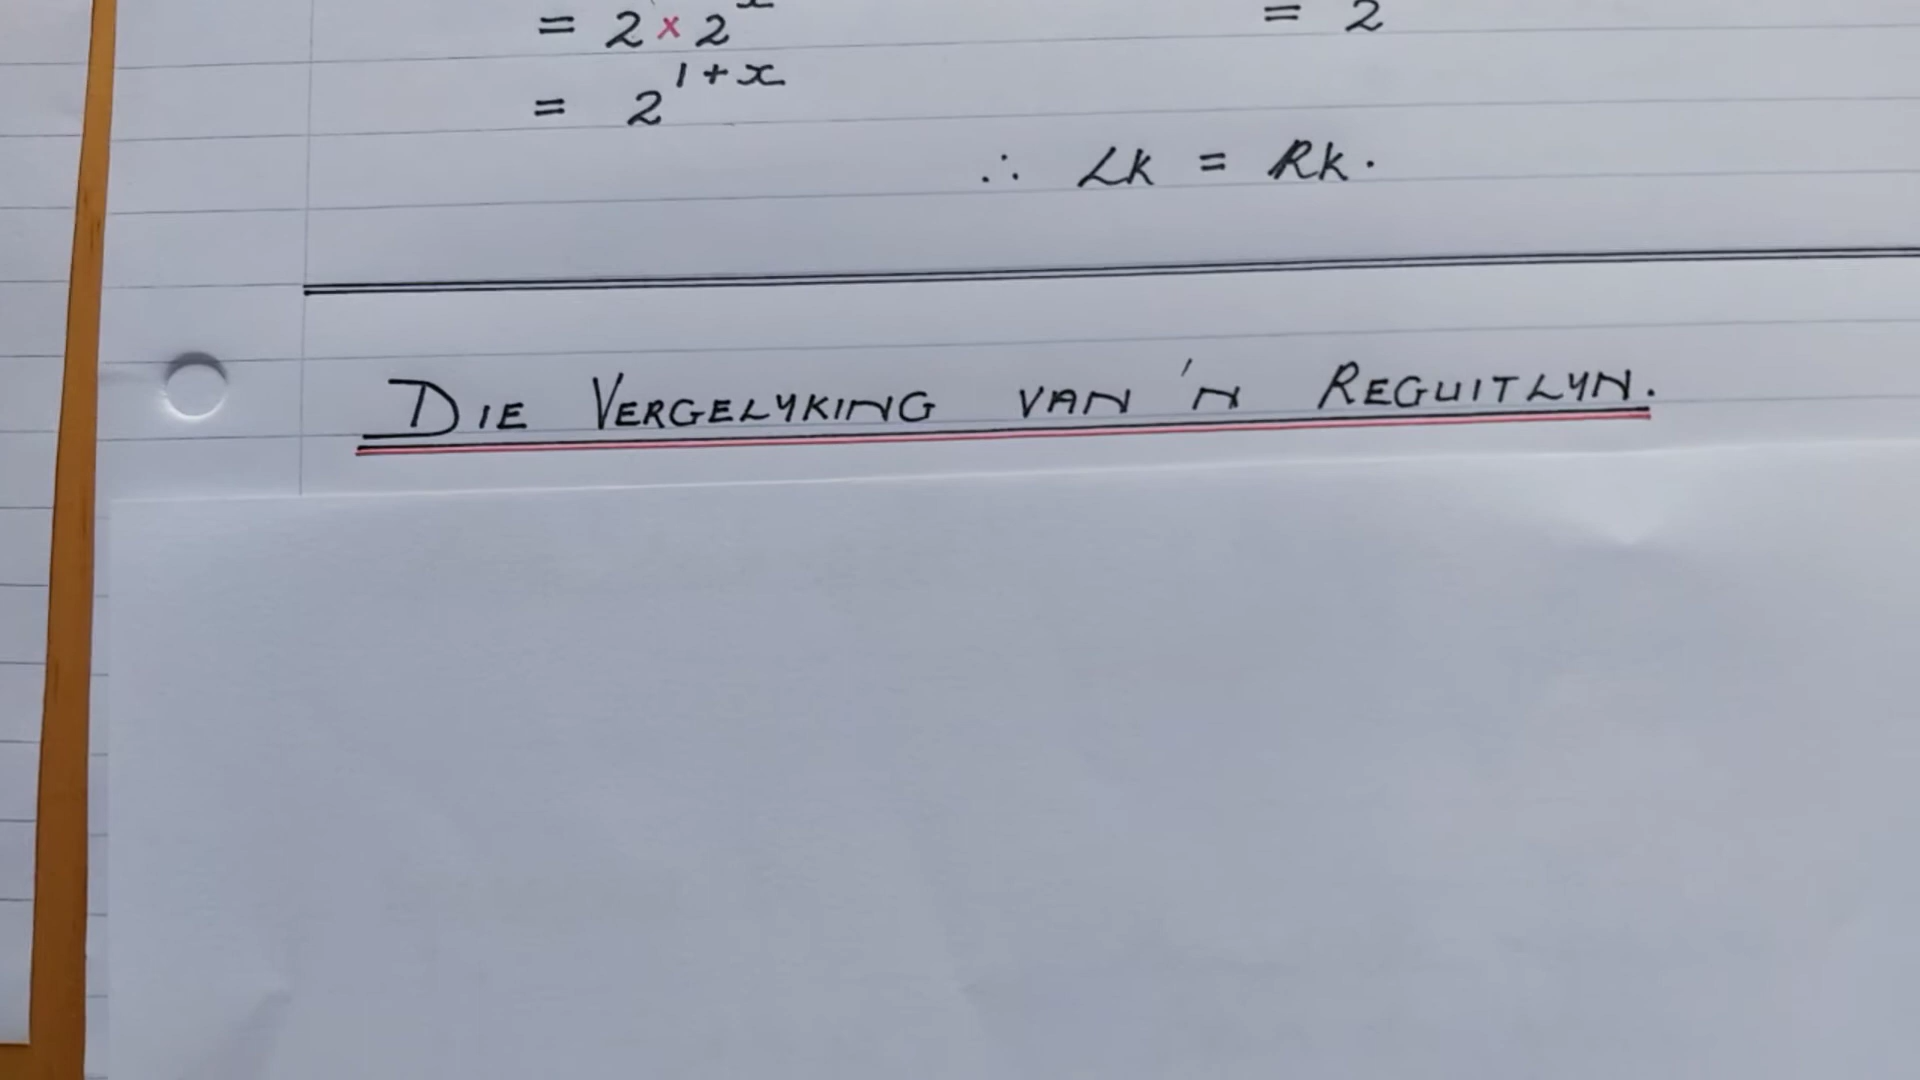 = 2 × 2^x = 2
= 2^{1+x}
∴ LK = RK.
DIE VERGELYKING VAN 'N REGUITLYN.